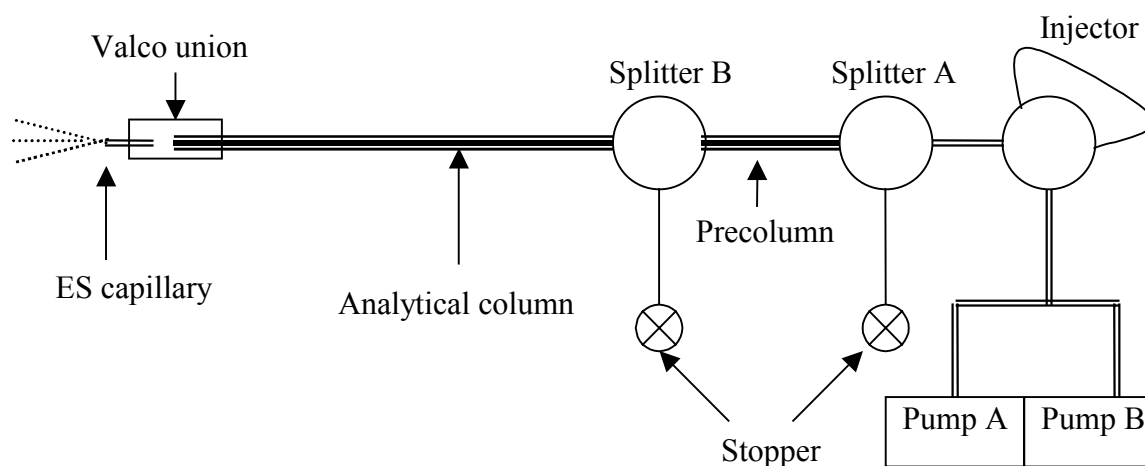 Injector
Valco union
Splitter B
Splitter A
Precolumn
ES capillary
Analytical column
Pump A
Pump B
Stopper